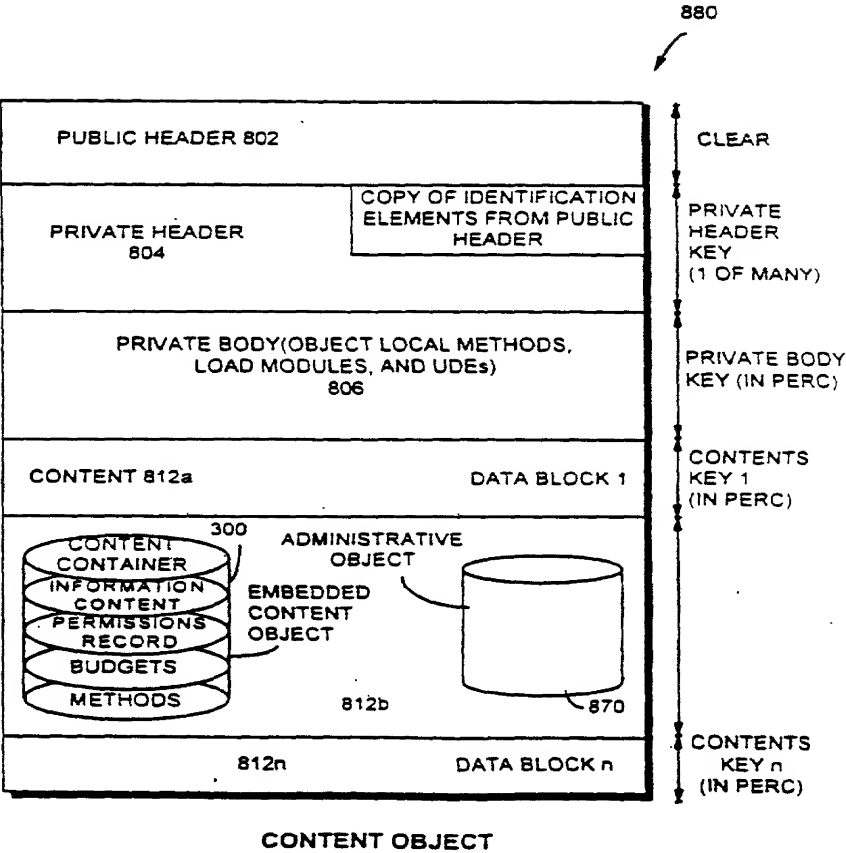 880
PUBLIC HEADER 802
CLEAR
COPY OF IDENTIFICATION
ELEMENTS FROM PUBLIC
HEADER
PRIVATE HEADER
804
PRIVATE
HEADER
KEY
(1 OF MANY)
PRIVATE BODY(OBJECT LOCAL METHODS,
LOAD MODULES, AND UDEs)
806
PRIVATE BODY
KEY (IN PERC)
CONTENT 812a
DATA BLOCK 1
CONTENTS
KEY 1
(IN PERC)
300
CONTENT
CONTAINER
INFORMATION
CONTENT
PERMISSIONS
RECORD
BUDGETS
METHODS
EMBEDDED
CONTENT
OBJECT
ADMINISTRATIVE
OBJECT
812b
870
812n
DATA BLOCK n
CONTENTS
KEY n
(IN PERC)
CONTENT OBJECT